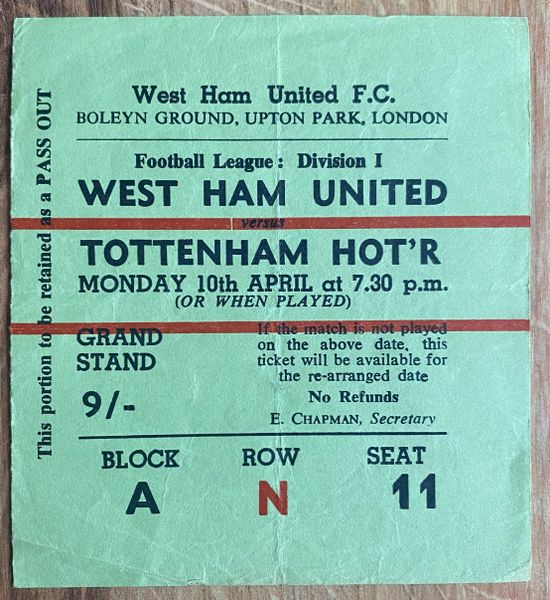 West Ham United F.C.
BOLEYN GROUND, UPTON PARK, LONDON
Football League: Division I
WEST HAM UNITED
versus
TOTTENHAM HOT'R
MONDAY 10th APRIL at 7.30 p.m.
(OR WHEN PLAYED)
GRAND
STAND
9/-
If the match is not played
on the above date, this
ticket will be available for
the re-arranged date
No Refunds
E. CHAPMAN, Secretary
BLOCK ROW SEAT
A N 11
This portion to be retained as a PASS OUT